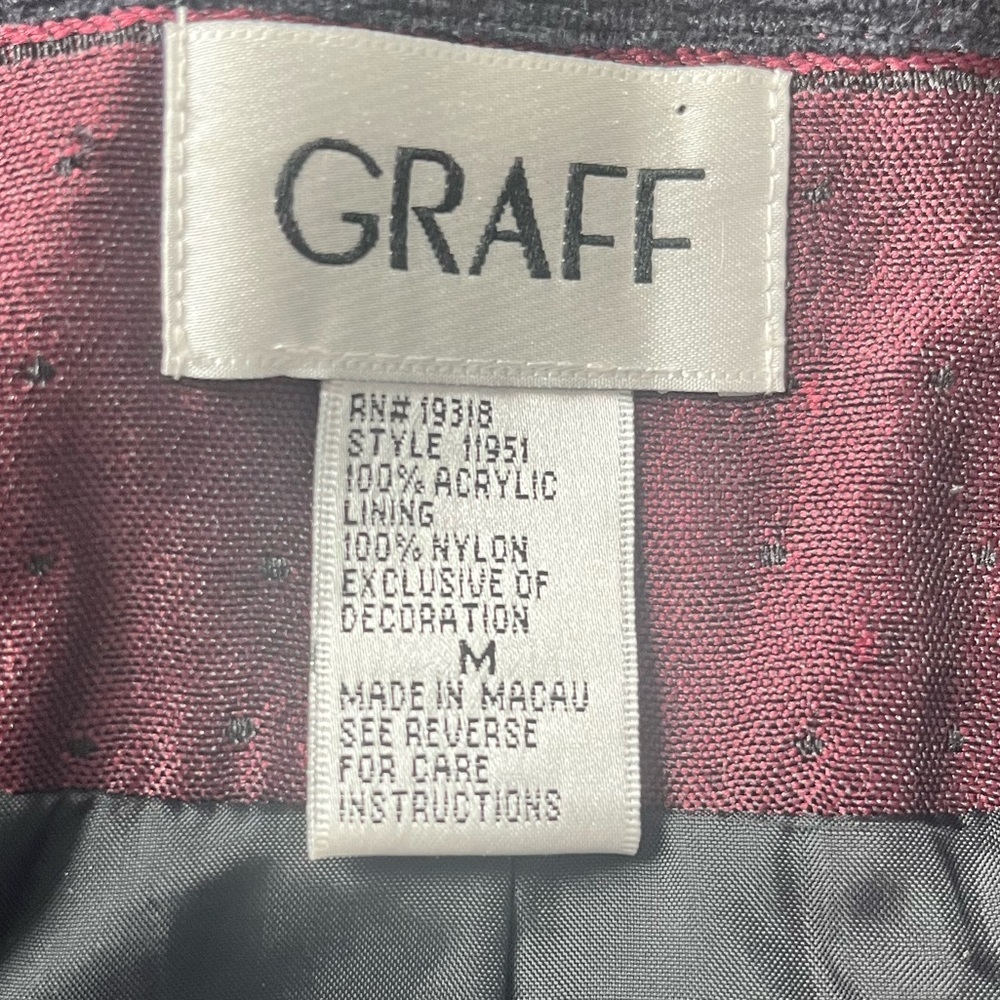 GRAFF
RN# 19318
STYLE 11951
100% ACRYLIC
LINING
100% NYLON
EXCLUSIVE OF
DECORATION
M
MADE IN MACAU
SEE REVERSE
FOR CARE
INSTRUCTIONS